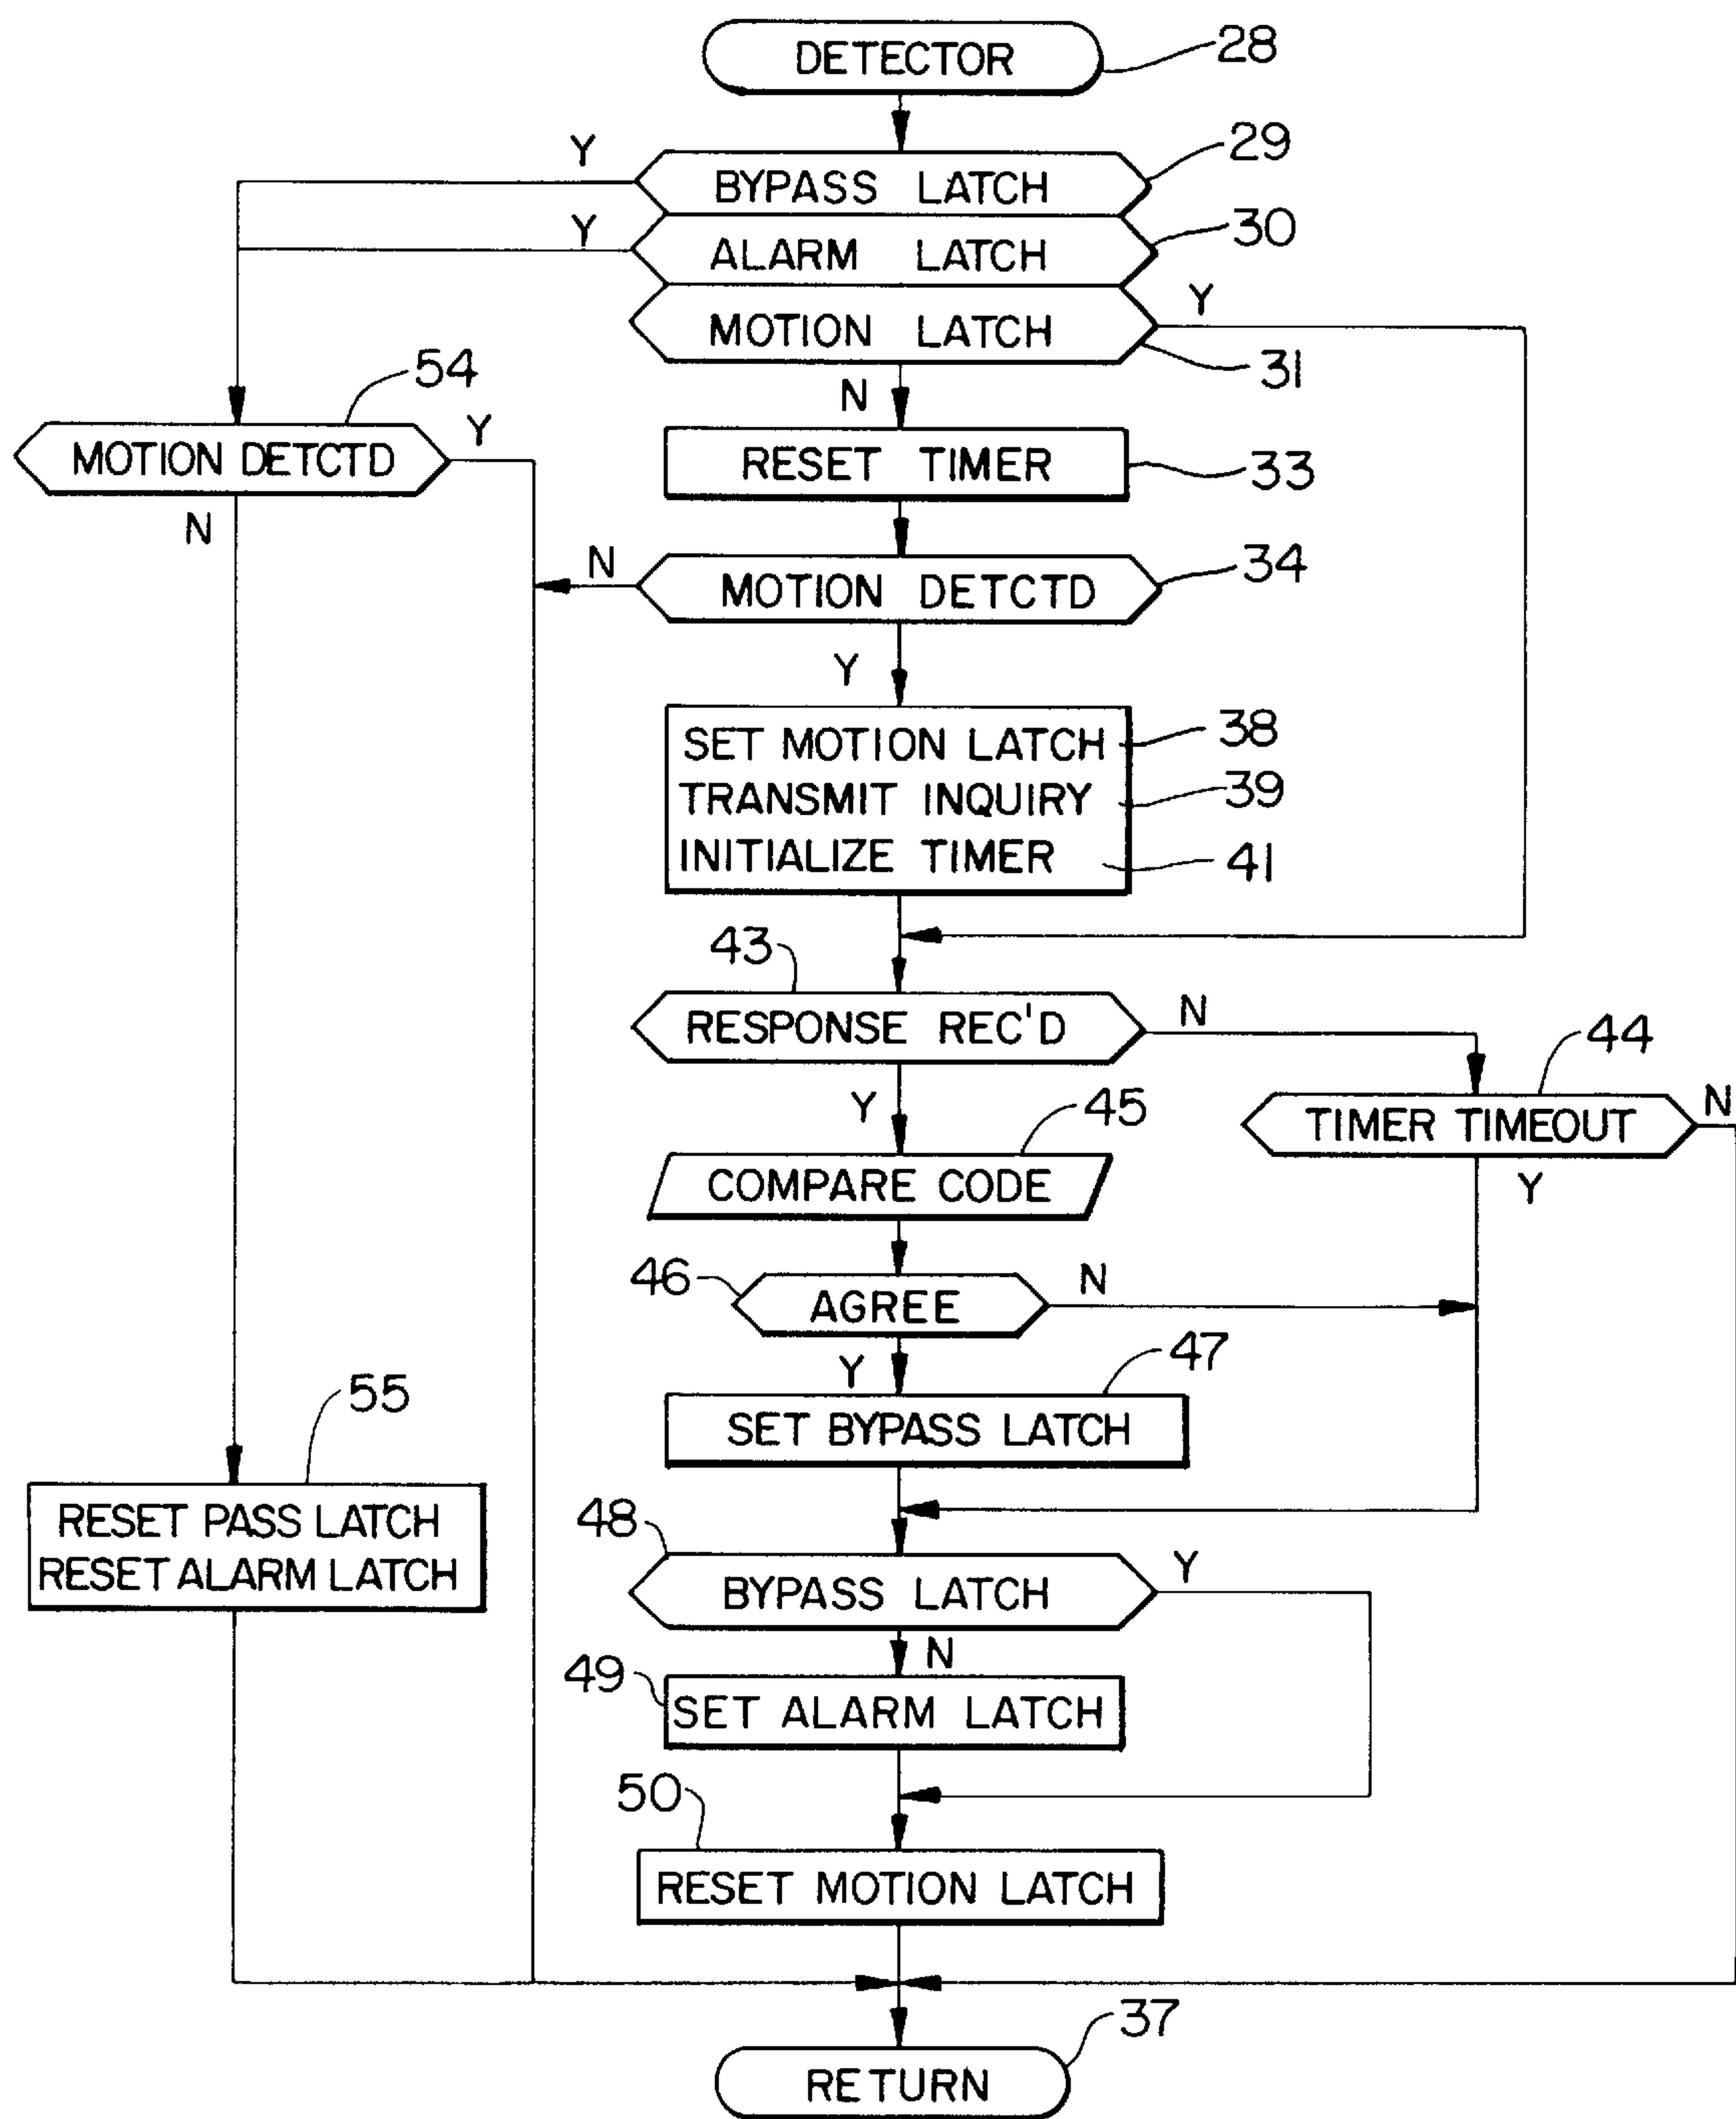 DETECTOR
28
Y
BYPASS LATCH
29
Y
ALARM LATCH
30
MOTION LATCH
Y
31
54
N
MOTION DETCTD
Y
RESET TIMER
33
N
N
MOTION DETCTD
34
Y
SET MOTION LATCH
38
TRANSMIT INQUIRY
39
INITIALIZE TIMER
41
43
RESPONSE REC'D
N
44
Y
45
TIMER TIMEOUT
N
COMPARE CODE
Y
46
AGREE
N
Y
47
55
SET BYPASS LATCH
RESET PASS LATCH
RESET ALARM LATCH
48
BYPASS LATCH
Y
N
49
SET ALARM LATCH
50
RESET MOTION LATCH
37
RETURN